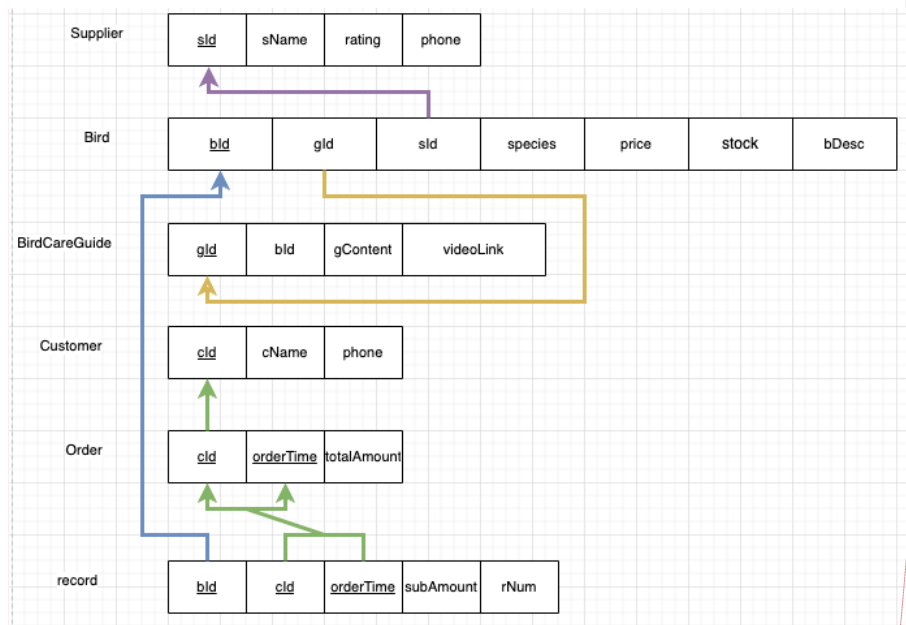 Supplier
sId sName rating phone
Bird
bId gId sId species price stock bDesc
BirdCareGuide
gId bId gContent videoLink
Customer
cId cName phone
Order
cId orderTime totalAmount
record
bId cId orderTime subAmount rNum